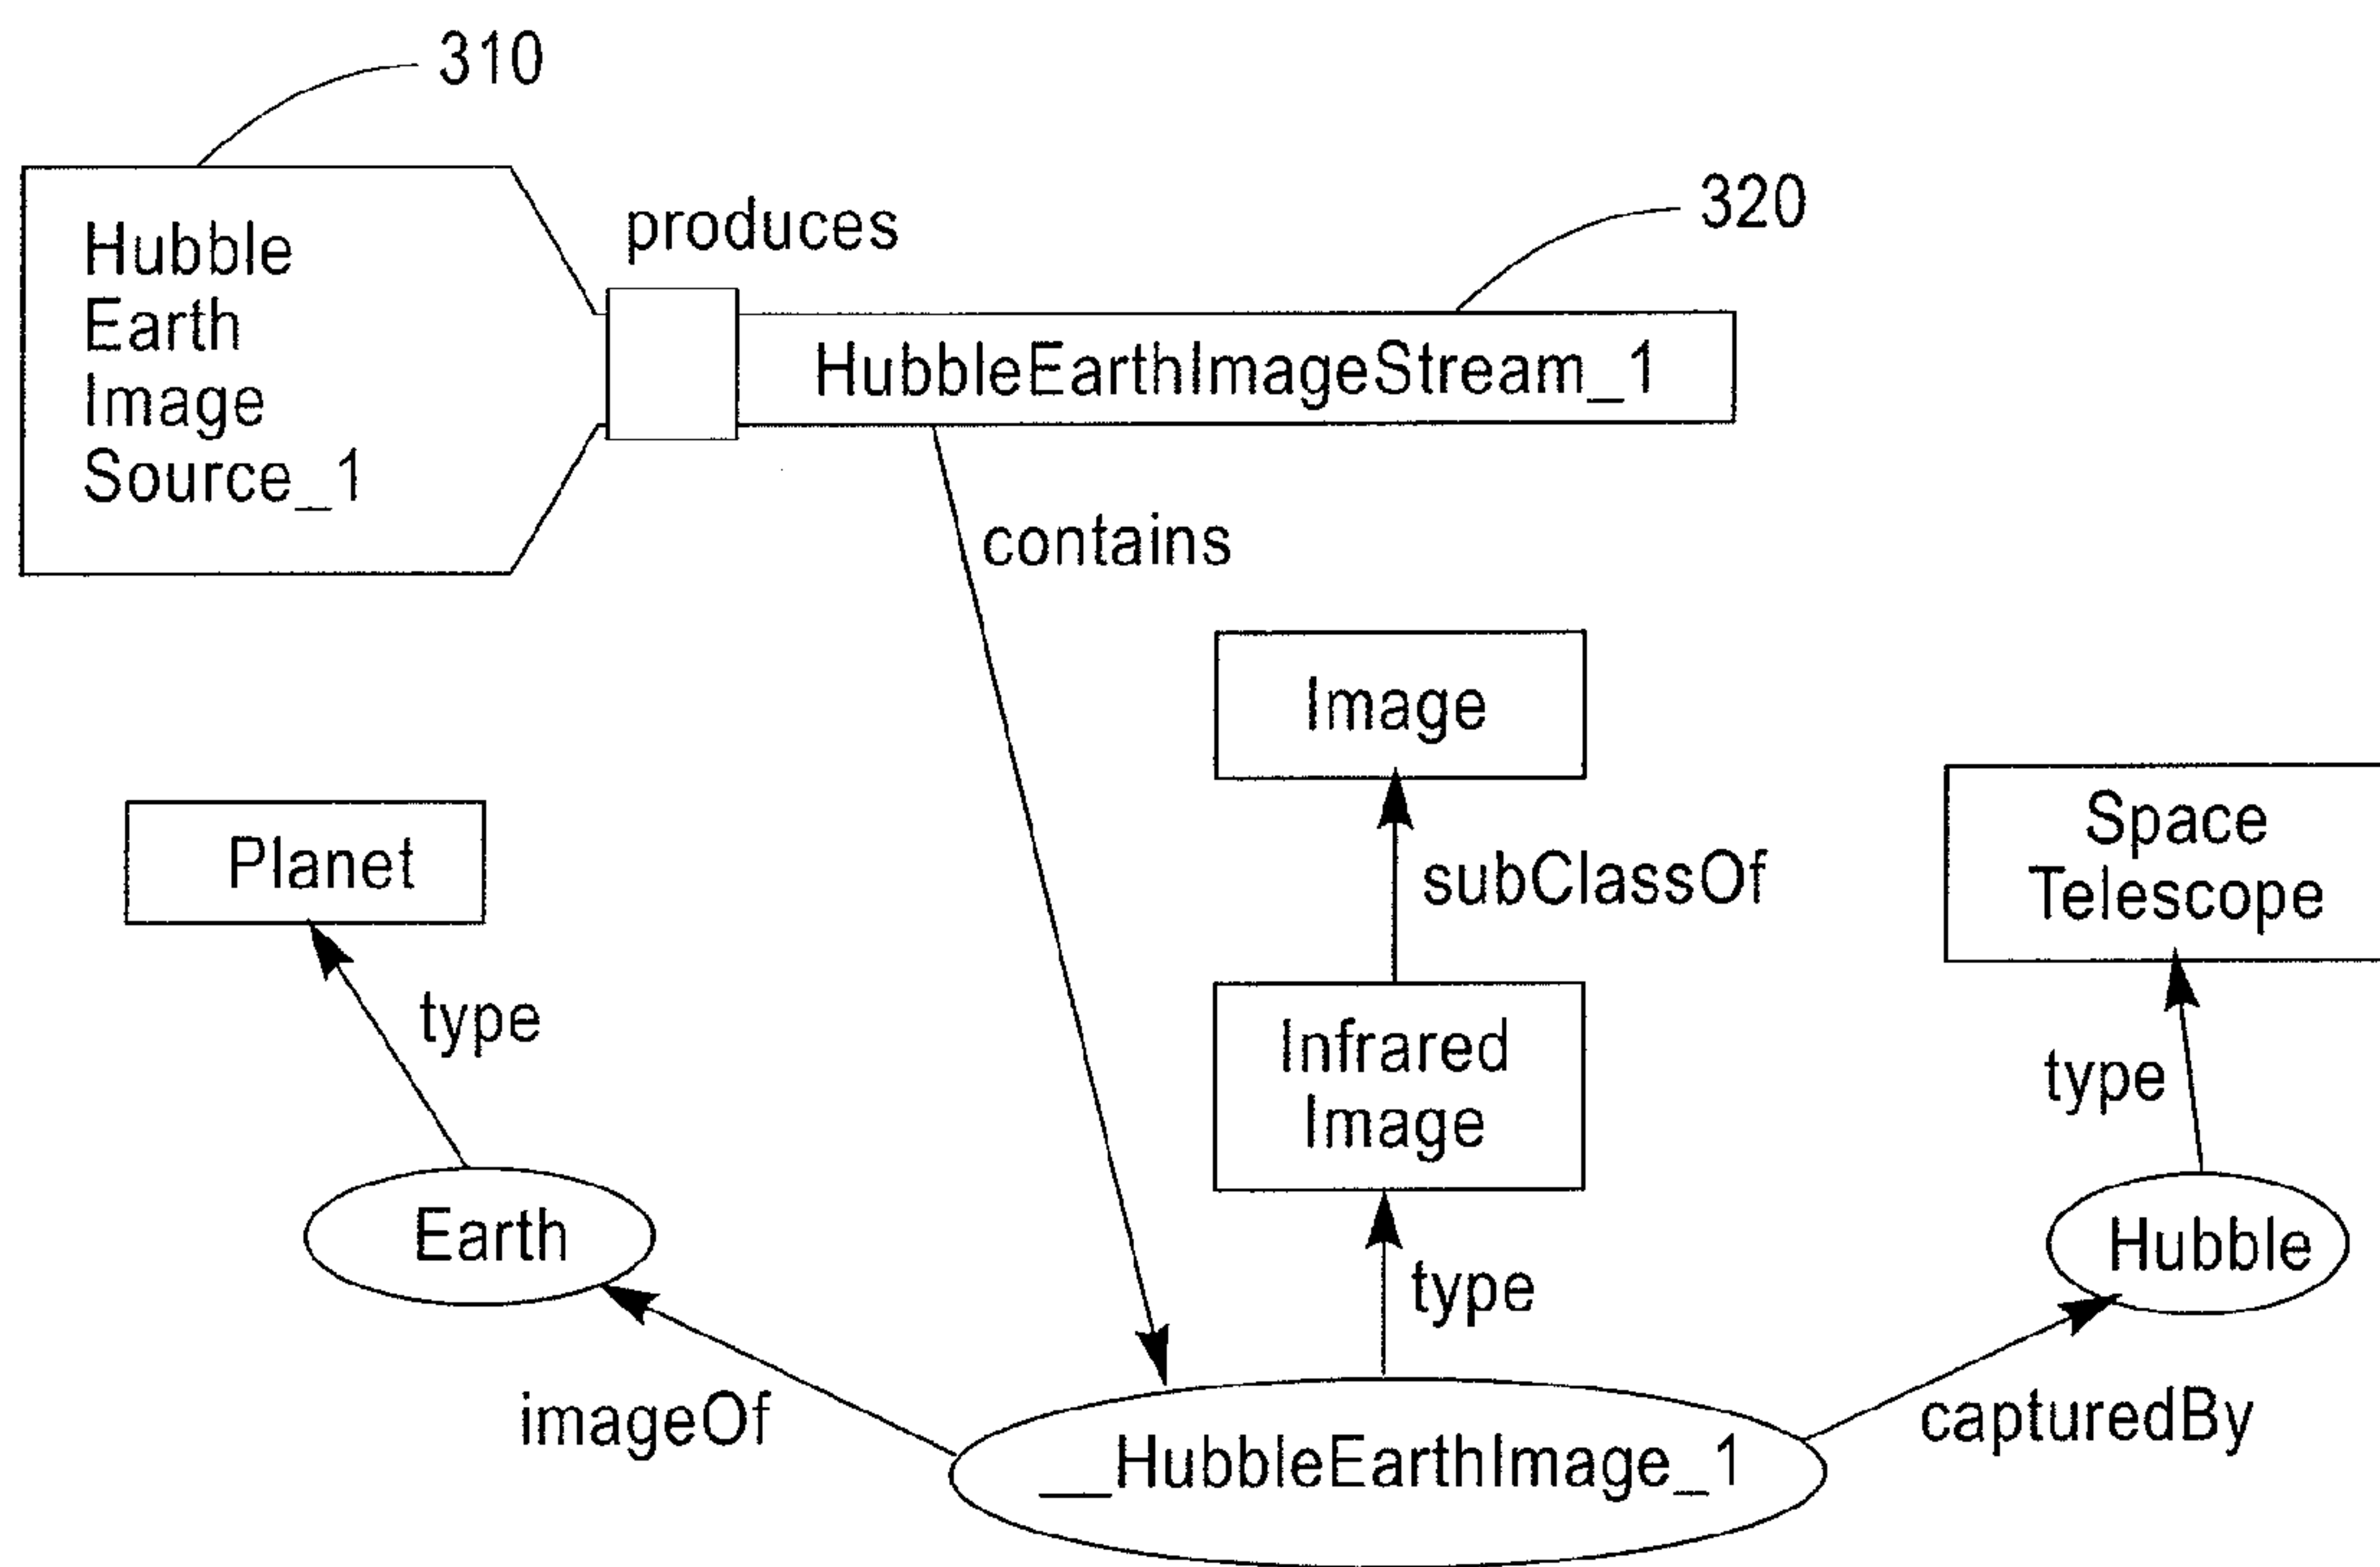 310
320
produces
Hubble
Earth
Image
Source_1
HubbleEarthImageStream_1
contains
Image
subClassOf
Space
Telescope
Planet
type
Infrared
Image
type
Earth
Hubble
type
imageOf
capturedBy
__HubbleEarthImage_1